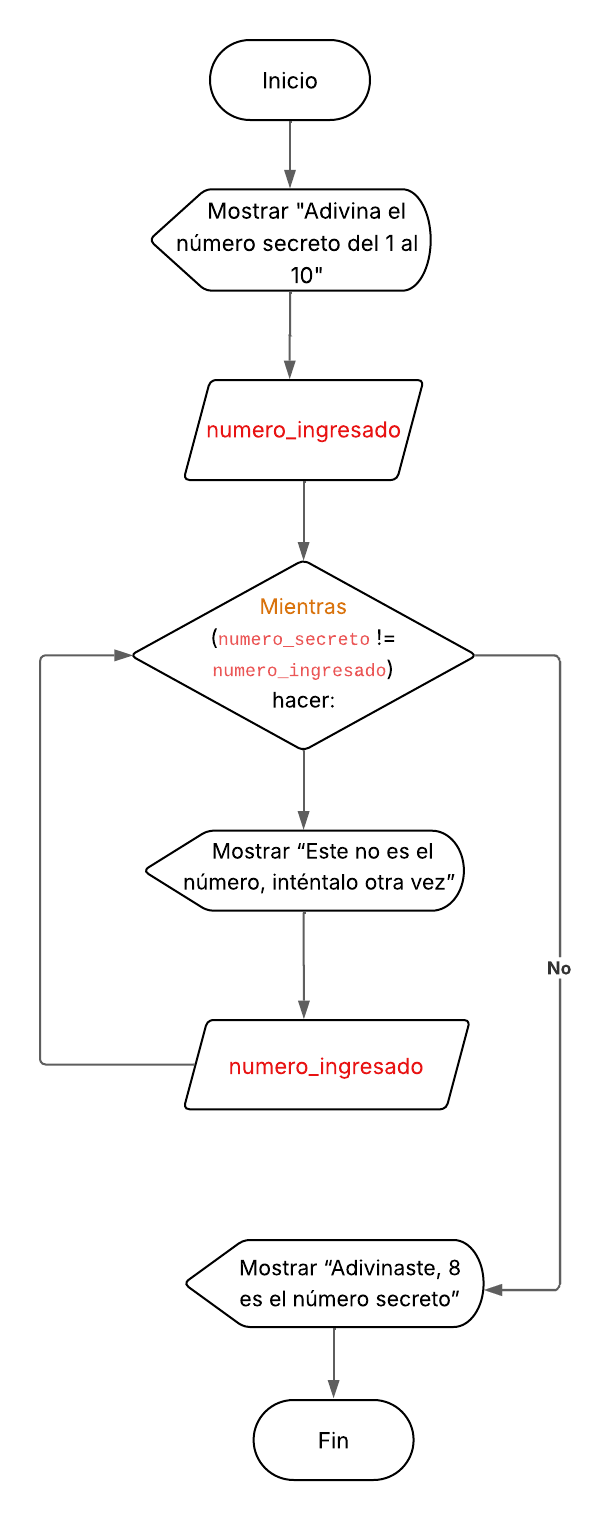 Inicio
Mostrar "Adivina el
número secreto del 1 al
10"
numero_ingresado
Mientras
(numero_secreto !=
numero_ingresado)
hacer:
Mostrar “Este no es el
número, inténtalo otra vez”
No
numero_ingresado
Mostrar “Adivinaste, 8
es el número secreto”
Fin